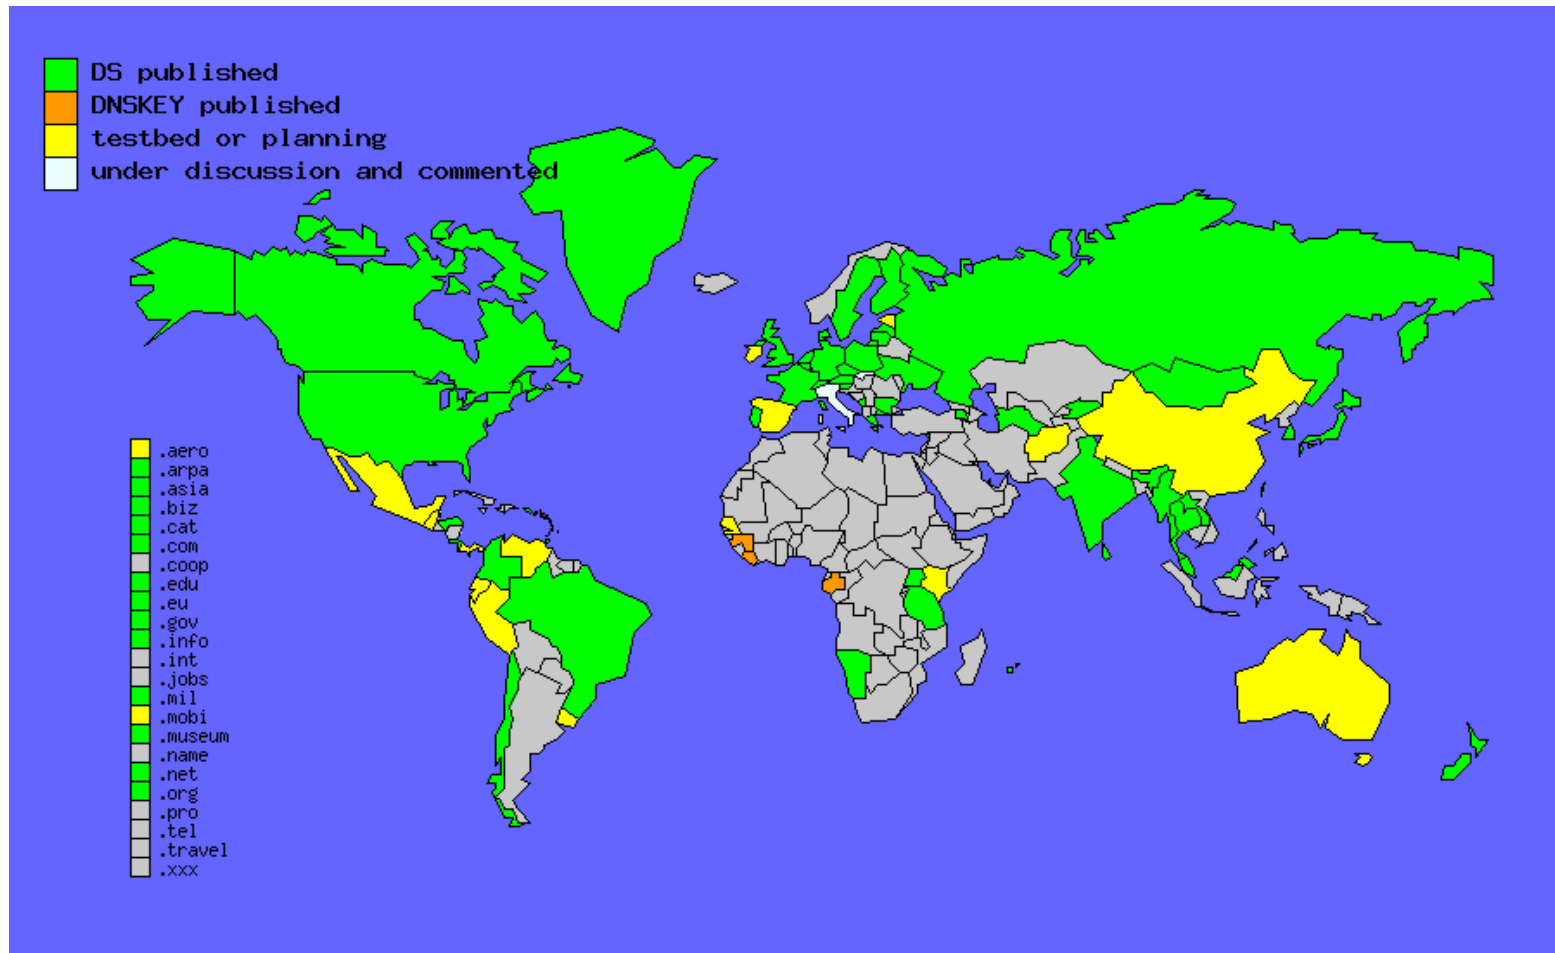 DS published
DNSKEY published
testbed or planning
under discussion and commented
.aero
.arpa
.asia
.biz
.cat
.com
.coop
.edu
.eu
.gov
.info
.int
.jobs
.mil
.mobi
.museum
.name
.net
.org
.pro
.tel
.travel
.xxx